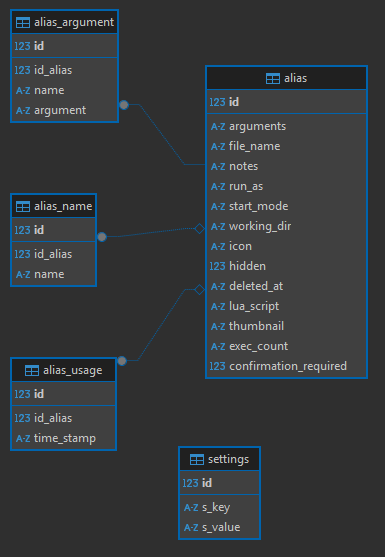 alias_argument
123 id
123 id_alias
A-Z name
A-Z argument
alias
123 id
A-Z arguments
A-Z file_name
A-Z notes
A-Z run_as
A-Z start_mode
A-Z working_dir
A-Z icon
123 hidden
A-Z deleted_at
A-Z lua_script
A-Z thumbnail
A-Z exec_count
123 confirmation_required
alias_name
123 id
123 id_alias
A-Z name
alias_usage
123 id
123 id_alias
A-Z time_stamp
settings
123 id
A-Z s_key
A-Z s_value